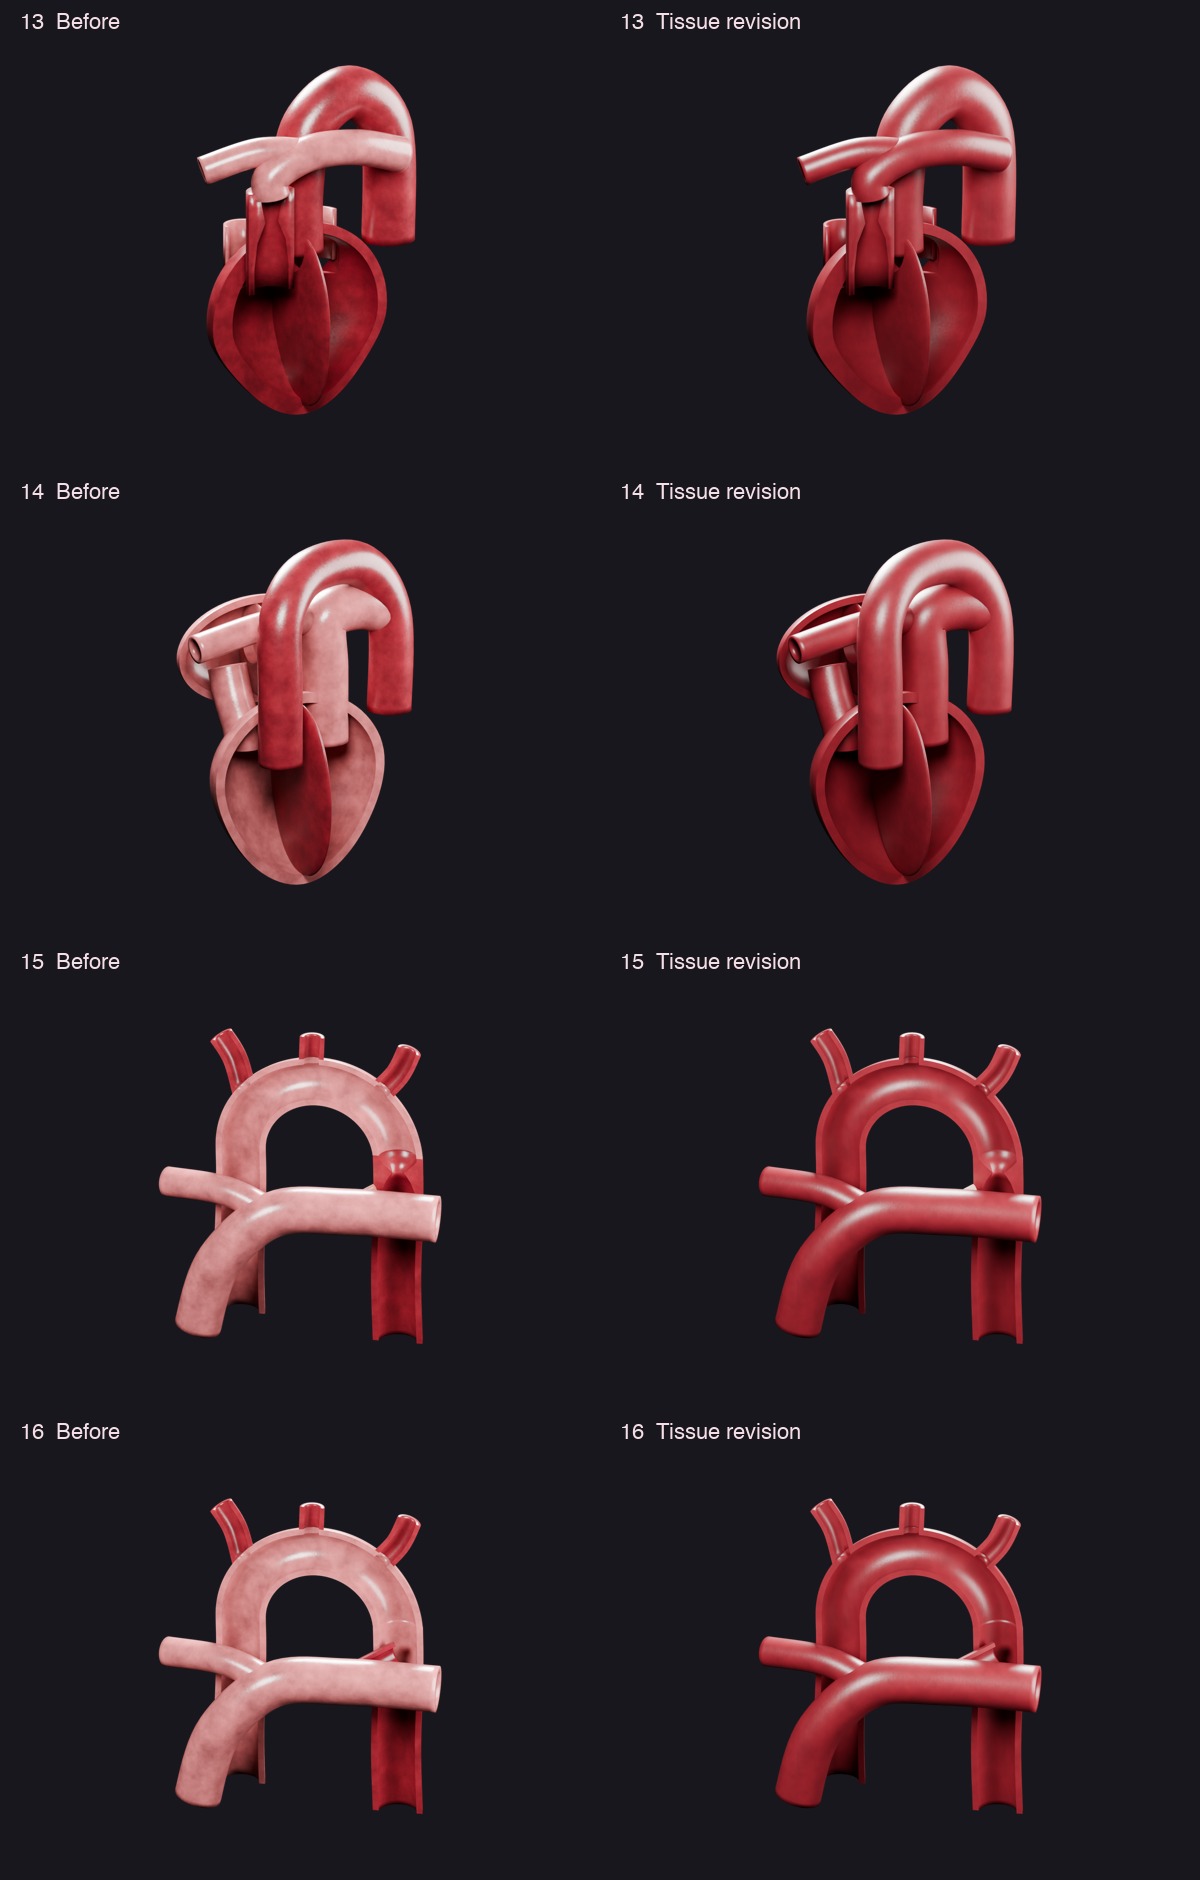 13 Before
13 Tissue revision
14 Before
14 Tissue revision
15 Before
15 Tissue revision
16 Before
16 Tissue revision